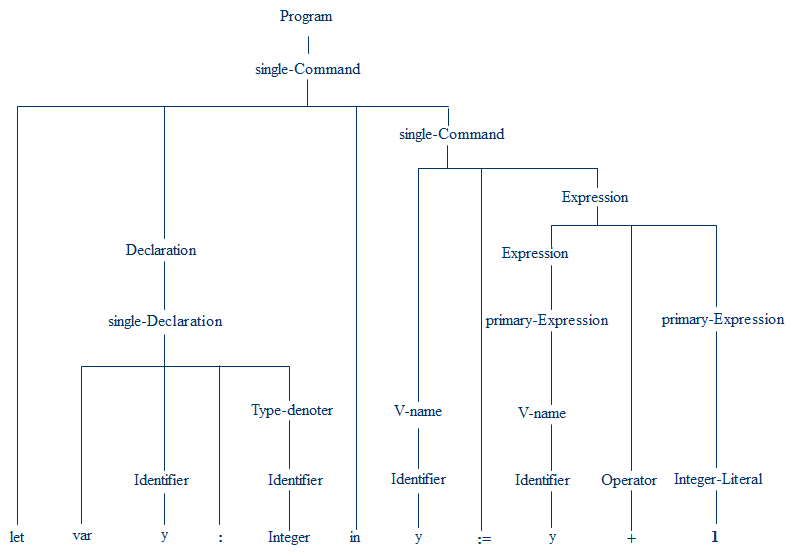 Program
single-Command
single-Command
Expression
Declaration
Expression
single-Declaration
primary-Expression
primary-Expression
Type-denoter
V-name
V-name
Identifier
Identifier
Identifier
Identifier
Operator
Integer-Literal
let
var
y
:
Integer
in
y
:=
y
+
1